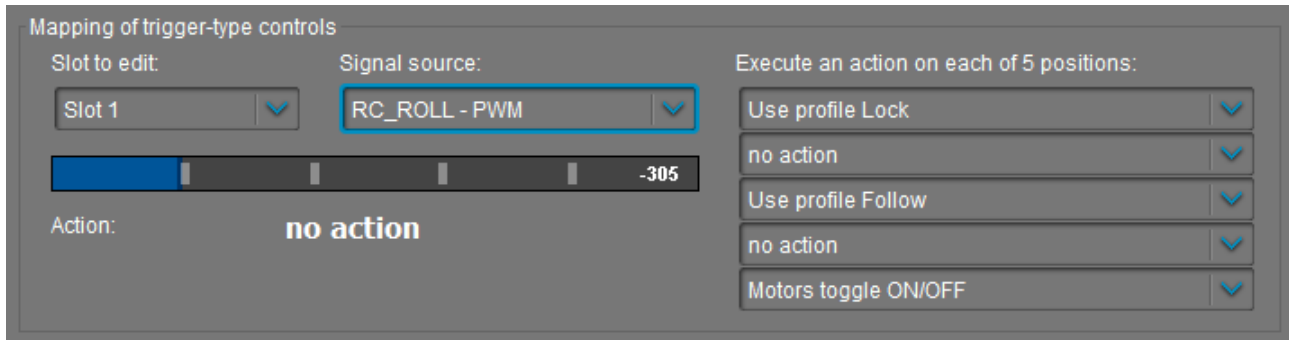 Mapping of trigger-type controls
Slot to edit:
Signal source:
Execute an action on each of 5 positions:
Slot 1
RC_ROLL - PWM
Use profile Lock
no action
-305
Use profile Follow
Action:
no action
no action
Motors toggle ON/OFF